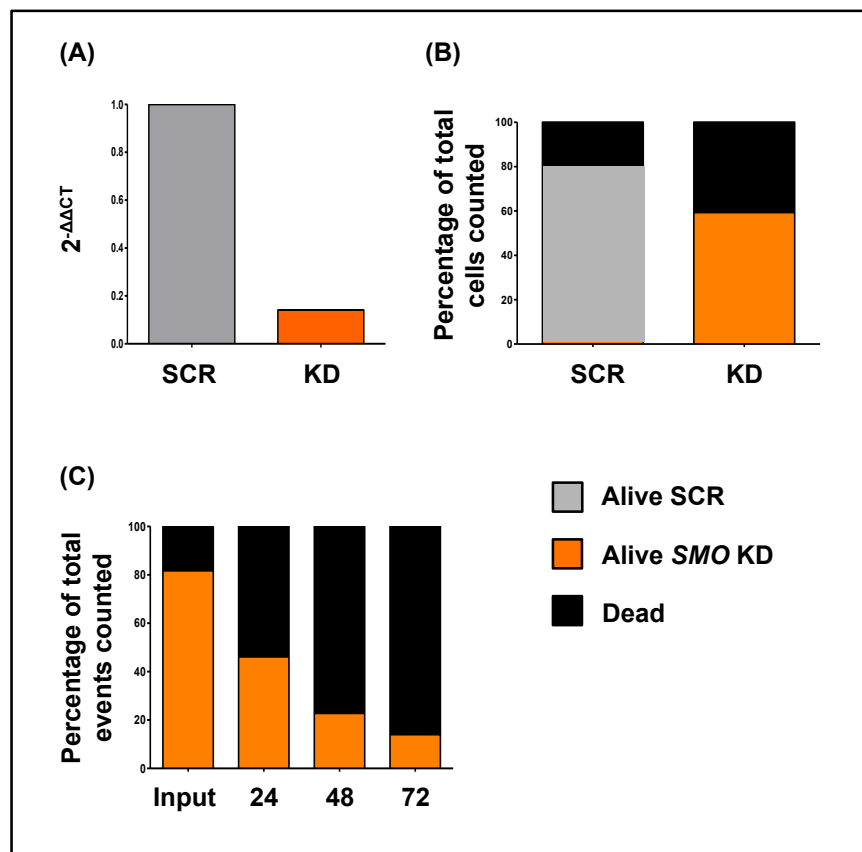 (A)
2-ΔΔCT
1.0
0.8
0.6
0.4
0.2
0.0
SCR KD
(B)
Percentage of total
cells counted
100
80
60
40
20
0
SCR KD
(C)
Percentage of total
events counted
100
80
60
40
20
0
Input 24 48 72
Alive SCR
Alive SMO KD
Dead